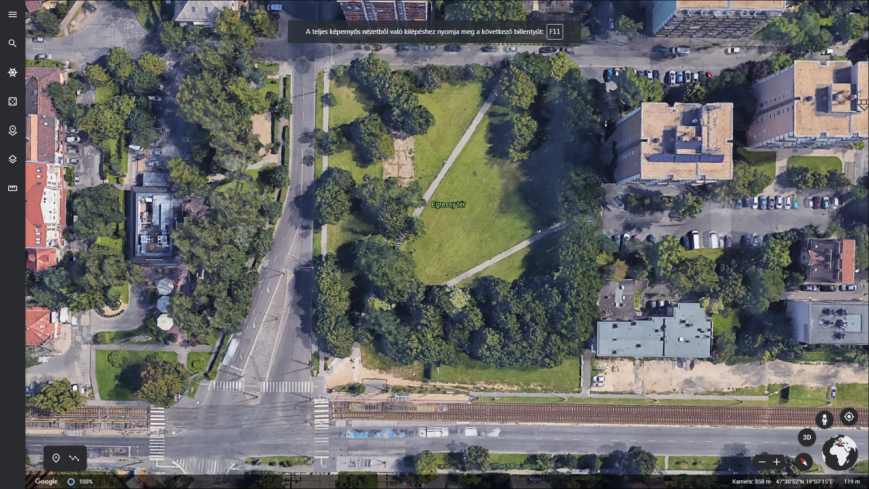 A teljes képernyős nézetből való kilépéshez nyomja meg a következő billentyűt: F11
Egressy tér
3D
Google 100% Kamera: 358 m 47°30'52"N 19°07'15"E 119 m